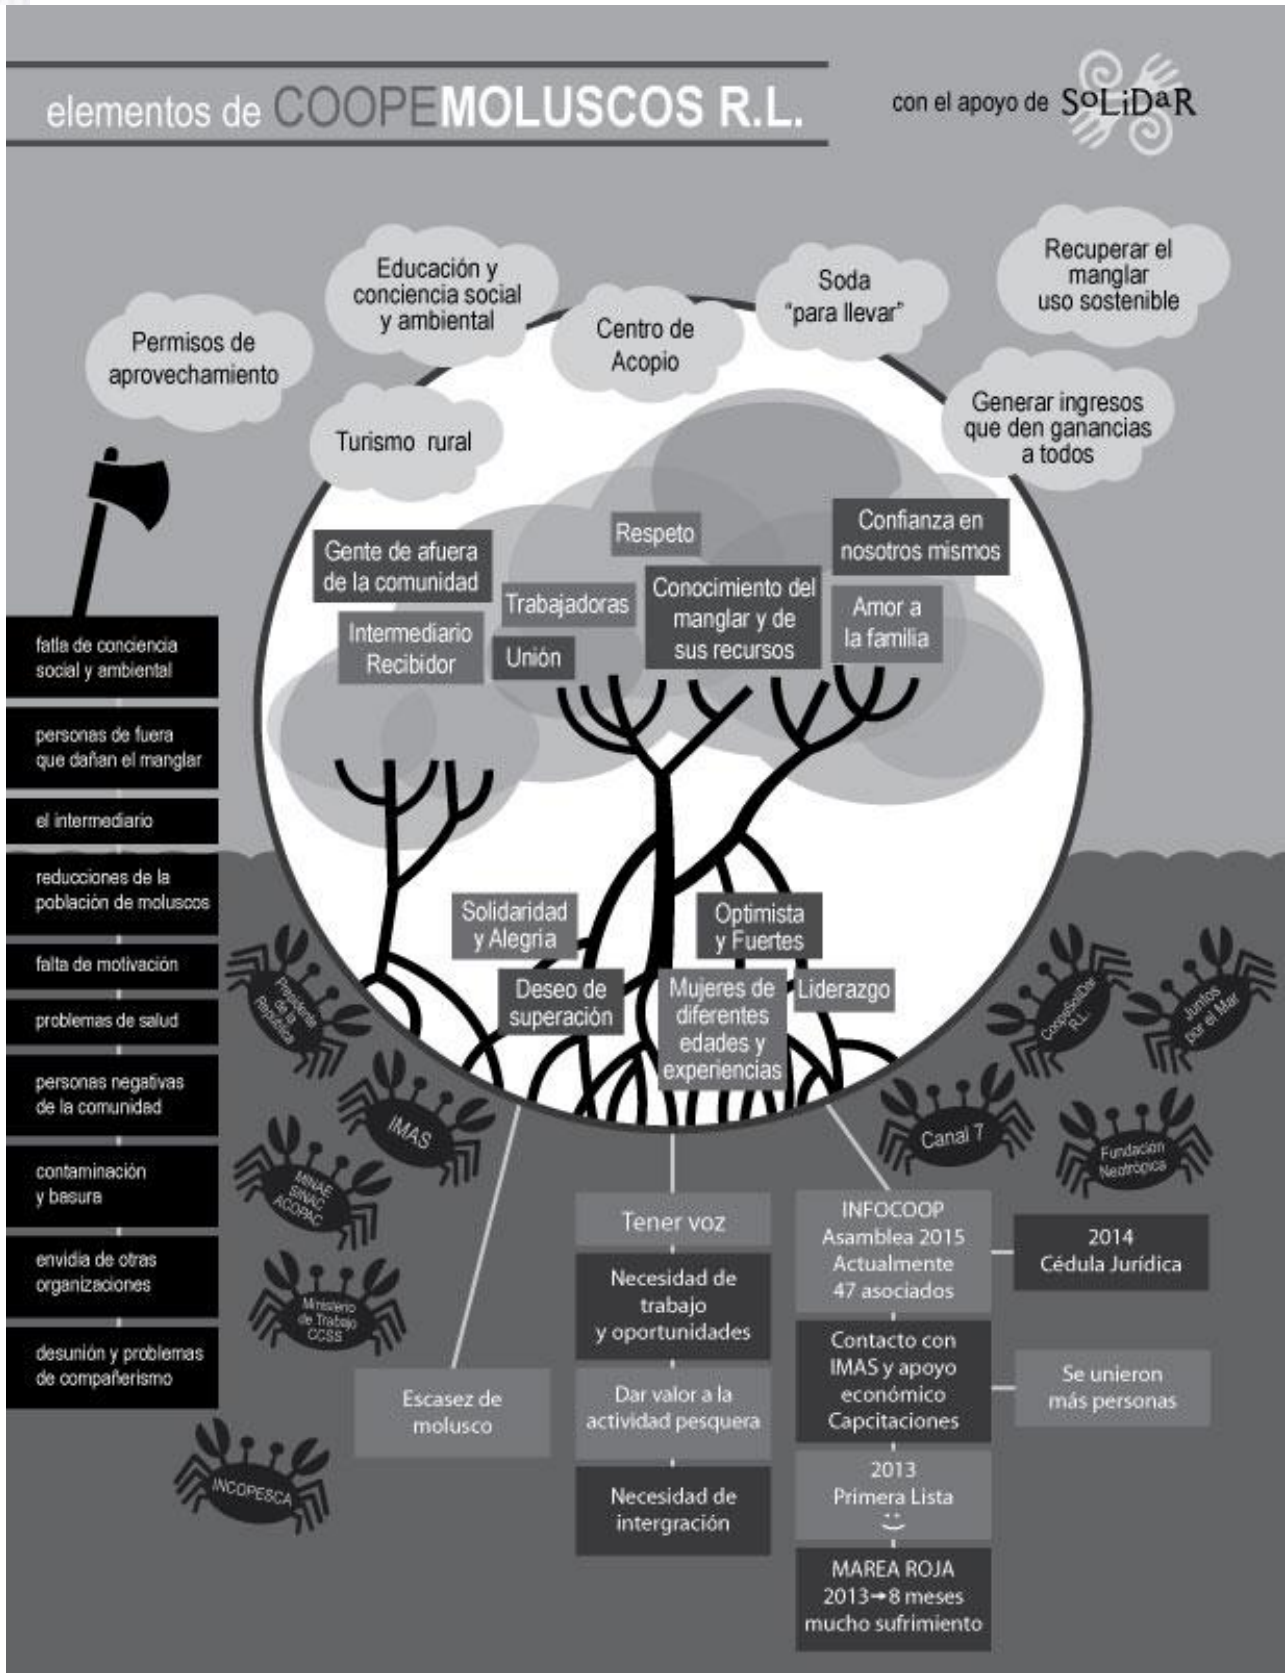 elementos de COOPEMOLUSCOS R.L.
con el apoyo de SoLiDaR
Permisos de
aprovechamiento
Educación y
conciencia social
y ambiental
Turismo rural
Centro de
Acopio
Soda
"para llevar"
Recuperar el
manglar
uso sostenible
Generar ingresos
que den ganancias
a todos
Gente de afuera
de la comunidad
Intermediario
Recibidor
Trabajadoras
Unión
Respeto
Conocimiento del
manglar y de
sus recursos
Confianza en
nosotros mismos
Amor a
la familia
Solidaridad
y Alegría
Deseo de
superación
Optimista
y Fuertes
Mujeres de
diferentes
edades y
experiencias
Liderazgo
fatla de conciencia
social y ambiental
personas de fuera
que dañan el manglar
el intermediario
reducciones de la
población de moluscos
falta de motivación
problemas de salud
personas negativas
de la comunidad
contaminación
y basura
envidia de otras
organizaciones
desunión y problemas
de compañerismo
Presidente
de la
República
IMAS
MINAE
SINAC
ACOPAC
Ministerio
de Trabajo
CCSS
INCOPESCA
CoopeSoliDar
R.L.
Juntos
por el Mar
Canal 7
Fundación
Neotrópica
Escasez de
molusco
Tener voz
Necesidad de
trabajo
y oportunidades
Dar valor a la
actividad pesquera
Necesidad de
intergración
INFOCOOP
Asamblea 2015
Actualmente
47 asociados
2014
Cédula Jurídica
Contacto con
IMAS y apoyo
económico
Capcitaciones
Se unieron
más personas
2013
Primera Lista
MAREA ROJA
2013→8 meses
mucho sufrimiento